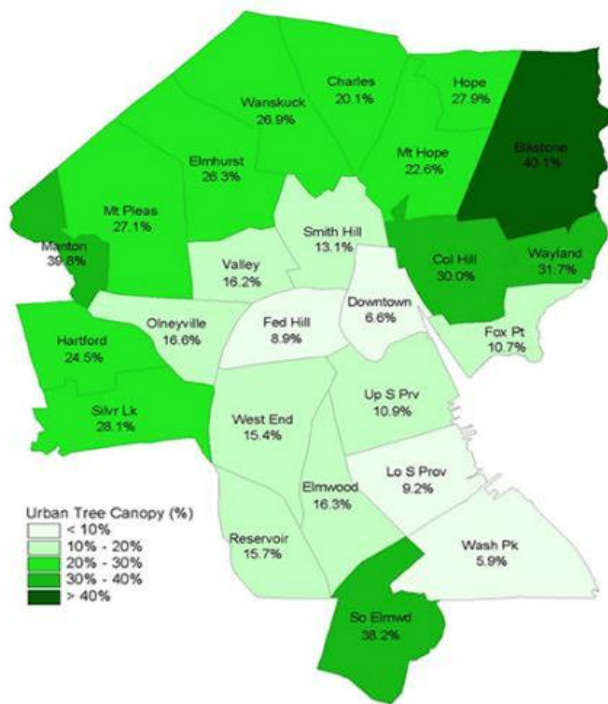 Charles
20.1%
Hope
27.9%
Wanskuck
26.9%
Blkstone
40.1%
Mt Hope
22.6%
Elmhurst
26.3%
Mt Pleas
27.1%
Smith Hill
13.1%
Manton
39.8%
Valley
16.2%
Col Hill
30.0%
Wayland
31.7%
Downtown
6.6%
Olneyville
16.6%
Fed Hill
8.9%
Fox Pt
10.7%
Hartford
24.5%
Silvr Lk
28.1%
West End
15.4%
Up S Prv
10.9%
Lo S Prov
9.2%
Elmwood
16.3%
Reservoir
15.7%
Wash Pk
5.9%
So Elmwd
38.2%
Urban Tree Canopy (%)
< 10%
10% - 20%
20% - 30%
30% - 40%
> 40%